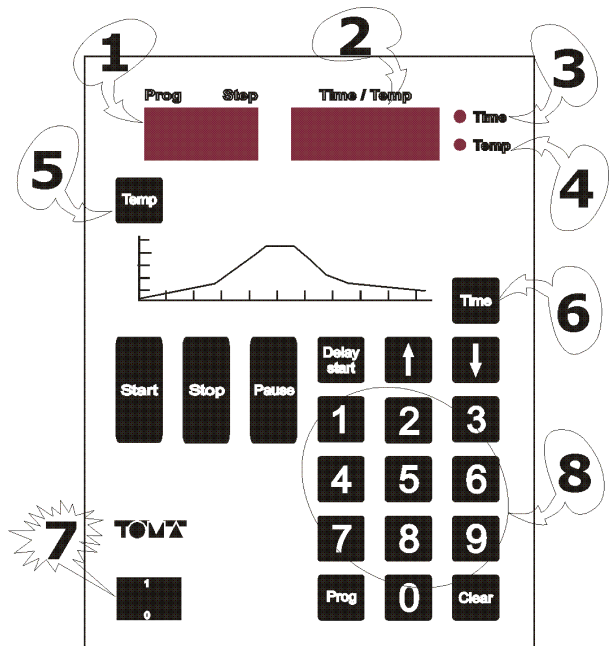 1 2 3
Prog Step Time / Temp
Time
Temp
5 4
Temp
Time
6
Delay start
Start Stop Pause
1 2 3
4 5 6
8
7 8 9
7 TOMA
1
0
Prog 0 Clear